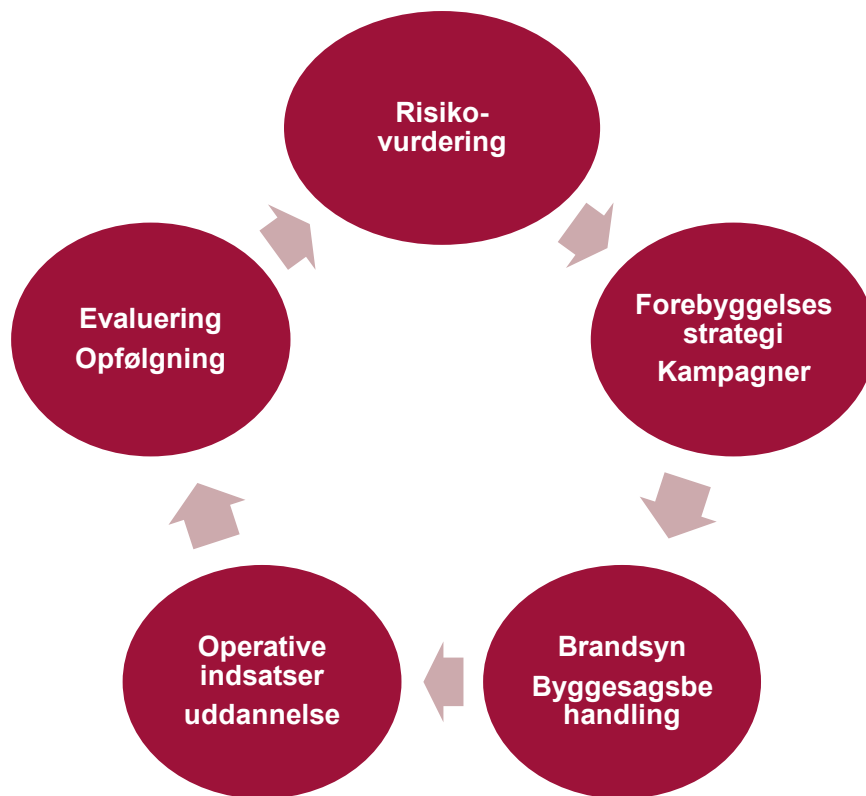 Risiko-
vurdering
Forebyggelses
strategi
Kampagner
Brandsyn
Byggesagsbe
handling
Operative
indsatser
uddannelse
Evaluering
Opfølgning